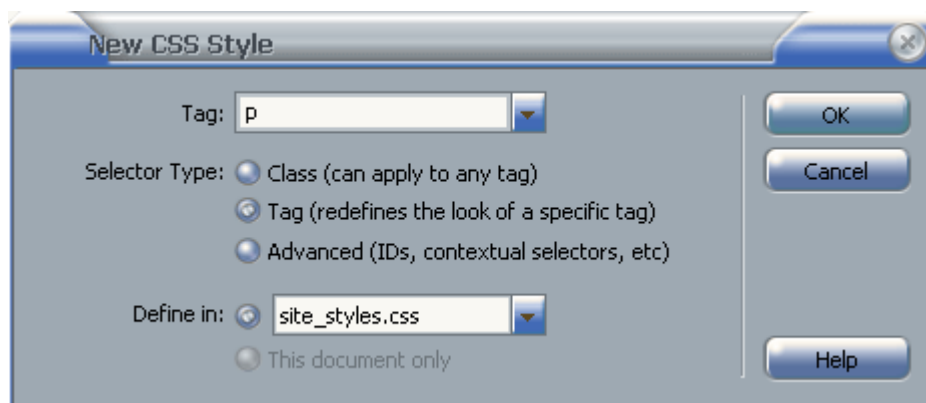 New CSS Style
Tag: p
OK
Selector Type: Class (can apply to any tag)
Cancel
Tag (redefines the look of a specific tag)
Advanced (IDs, contextual selectors, etc)
Define in: site_styles.css
This document only
Help